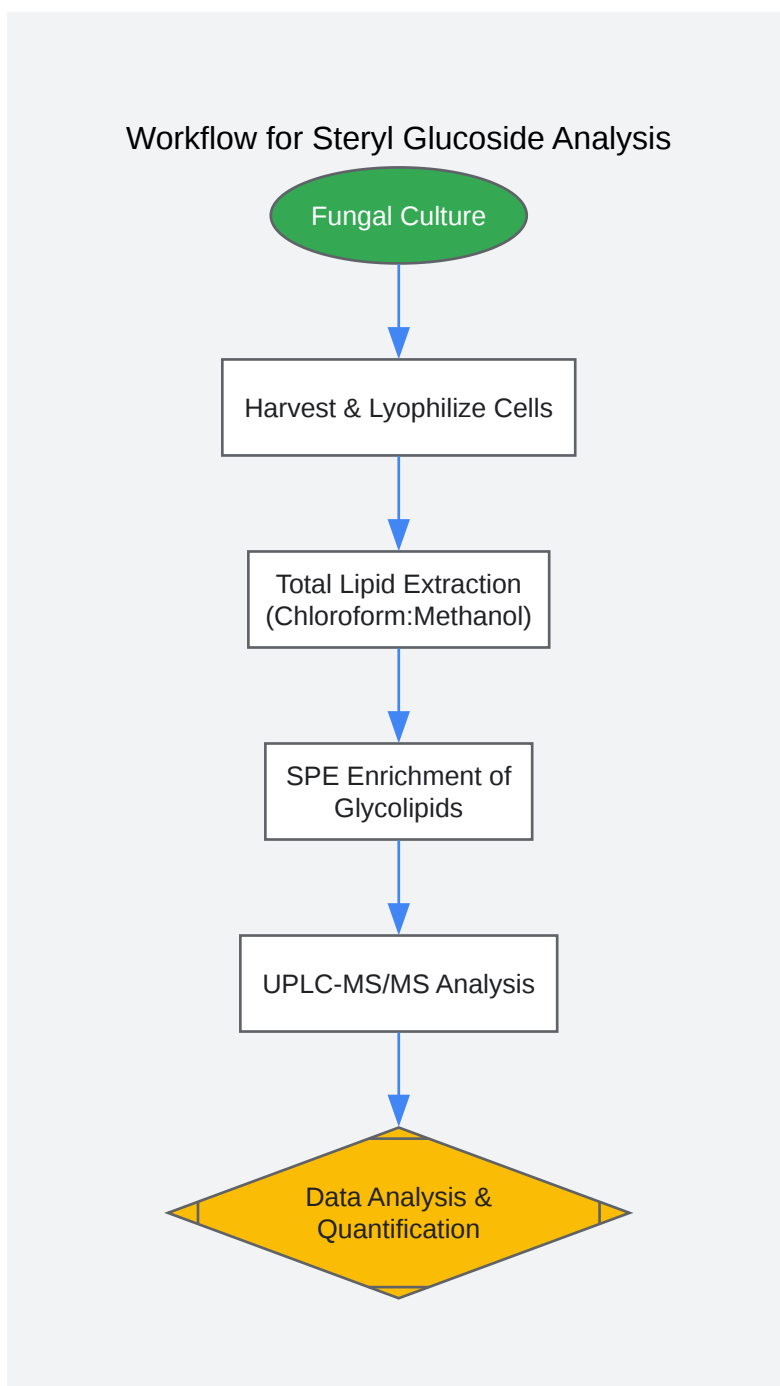 Workflow for Steryl Glucoside Analysis
Fungal Culture
Harvest & Lyophilize Cells
Total Lipid Extraction
(Chloroform:Methanol)
SPE Enrichment of
Glycolipids
UPLC-MS/MS Analysis
Data Analysis &
Quantification